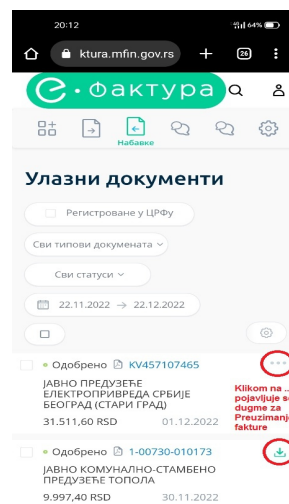 20:12
4G 64%
ktura.mfin.gov.rs
26
е·Фактура
Набавке
Улазни документи
Регистроване у ЦРФу
Сви типови докумената
Сви статуси
22.11.2022 → 22.12.2022
Одобрено KV457107465
ЈАВНО ПРЕДУЗЕЋЕ
ЕЛЕКТРОПРИВРЕДА СРБИЈЕ
БЕОГРАД (СТАРИ ГРАД)
31.511,60 RSD 01.12.2022
Klikom na ..
pojavljuje se
dugme za
Preuzimanje
fakture
Одобрено 1-00730-010173
ЈАВНО КОМУНАЛНО-СТАМБЕНО
ПРЕДУЗЕЋЕ ТОПОЛА
9.997,40 RSD 30.11.2022